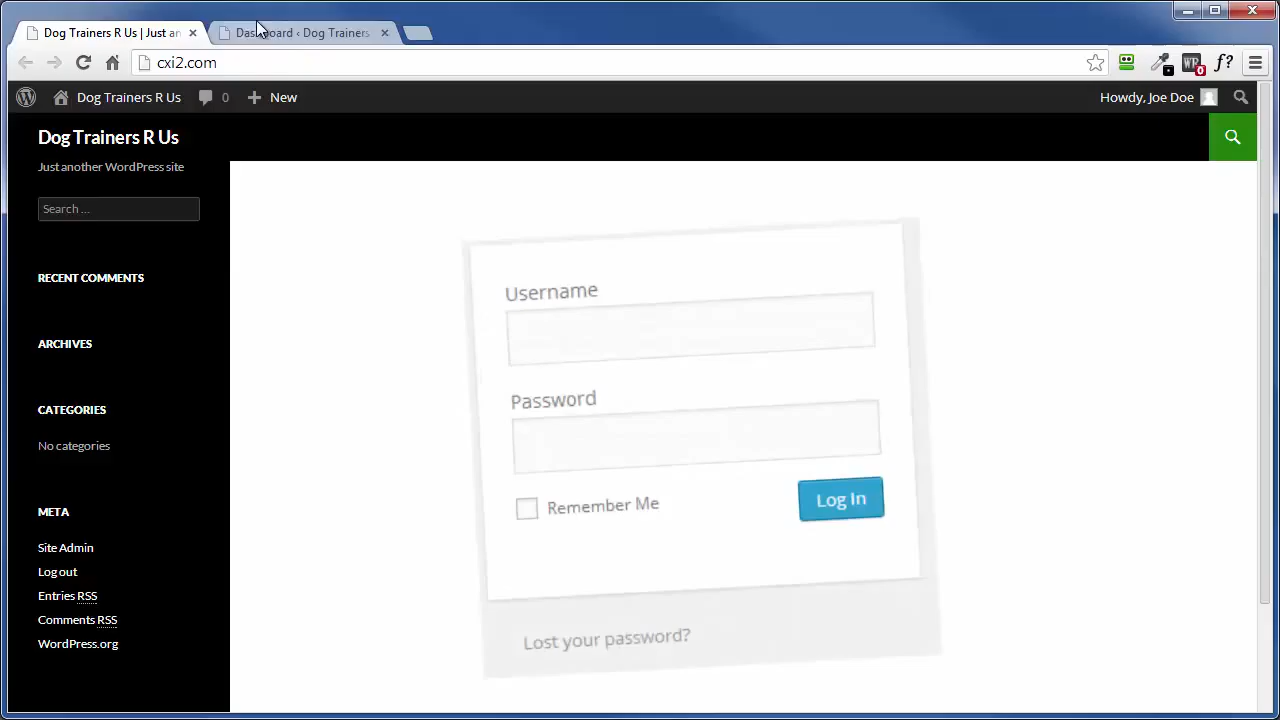 Dog Trainers R Us | Just an
Dashboard ‹ Dog Trainers
cxi2.com
WR
0
f?
Dog Trainers R Us
0
New
Howdy, Joe Doe
Dog Trainers R Us
Just another WordPress site
Search ...
RECENT COMMENTS
ARCHIVES
CATEGORIES
No categories
META
Site Admin
Log out
Entries RSS
Comments RSS
WordPress.org
Username
Password
Remember Me
Log In
Lost your password?